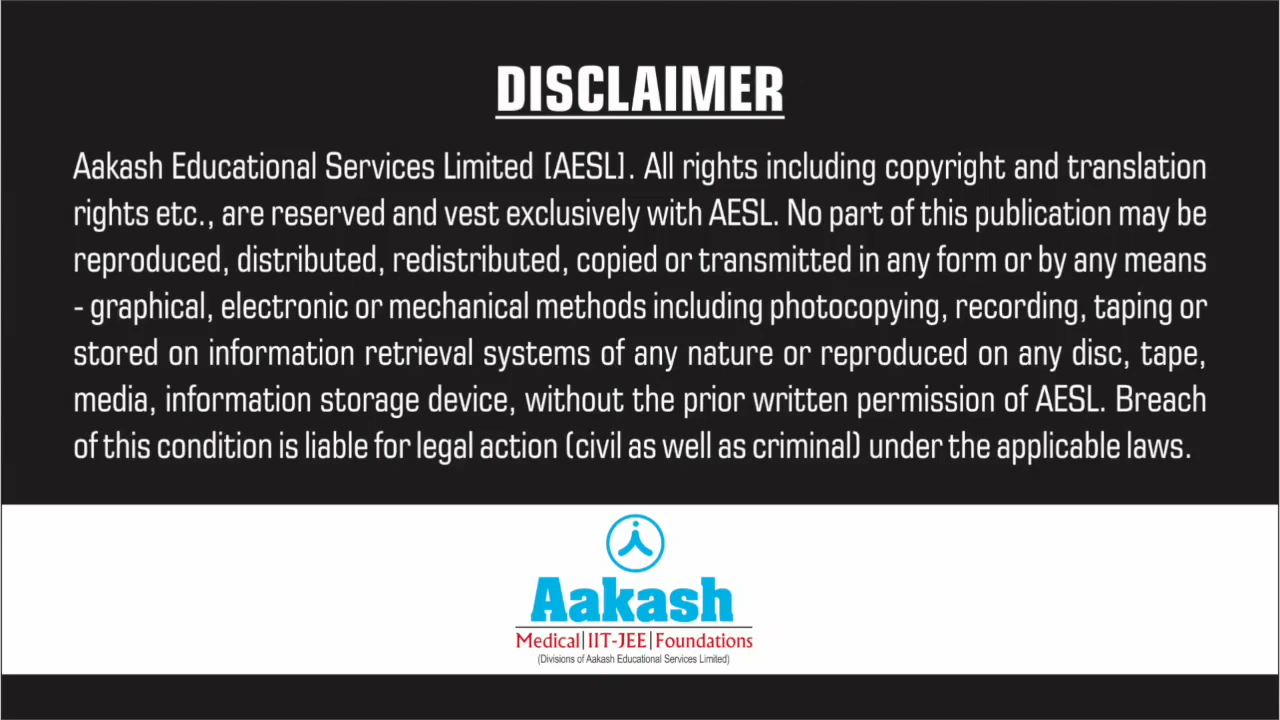 DISCLAIMER
Aakash Educational Services Limited [AESL]. All rights including copyright and translation
rights etc., are reserved and vest exclusively with AESL. No part of this publication may be
reproduced, distributed, redistributed, copied or transmitted in any form or by any means
- graphical, electronic or mechanical methods including photocopying, recording, taping or
stored on information retrieval systems of any nature or reproduced on any disc, tape,
media, information storage device, without the prior written permission of AESL. Breach
of this condition is liable for legal action (civil as well as criminal) under the applicable laws.
Aakash
Medical|IIT-JEE|Foundations
(Divisions of Aakash Educational Services Limited)